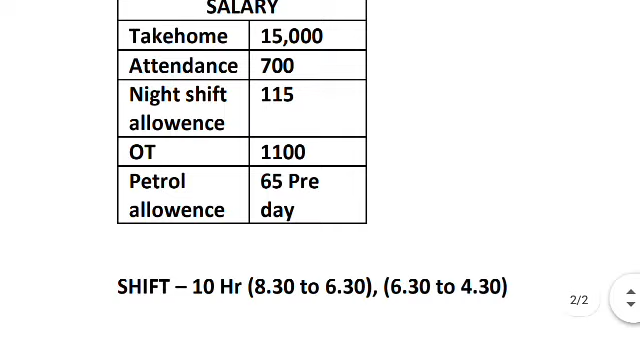 SALARY
Takehome 15,000
Attendance 700
Night shift 115
allowence
OT 1100
Petrol 65 Pre
allowence day
SHIFT – 10 Hr (8.30 to 6.30), (6.30 to 4.30)
2/2